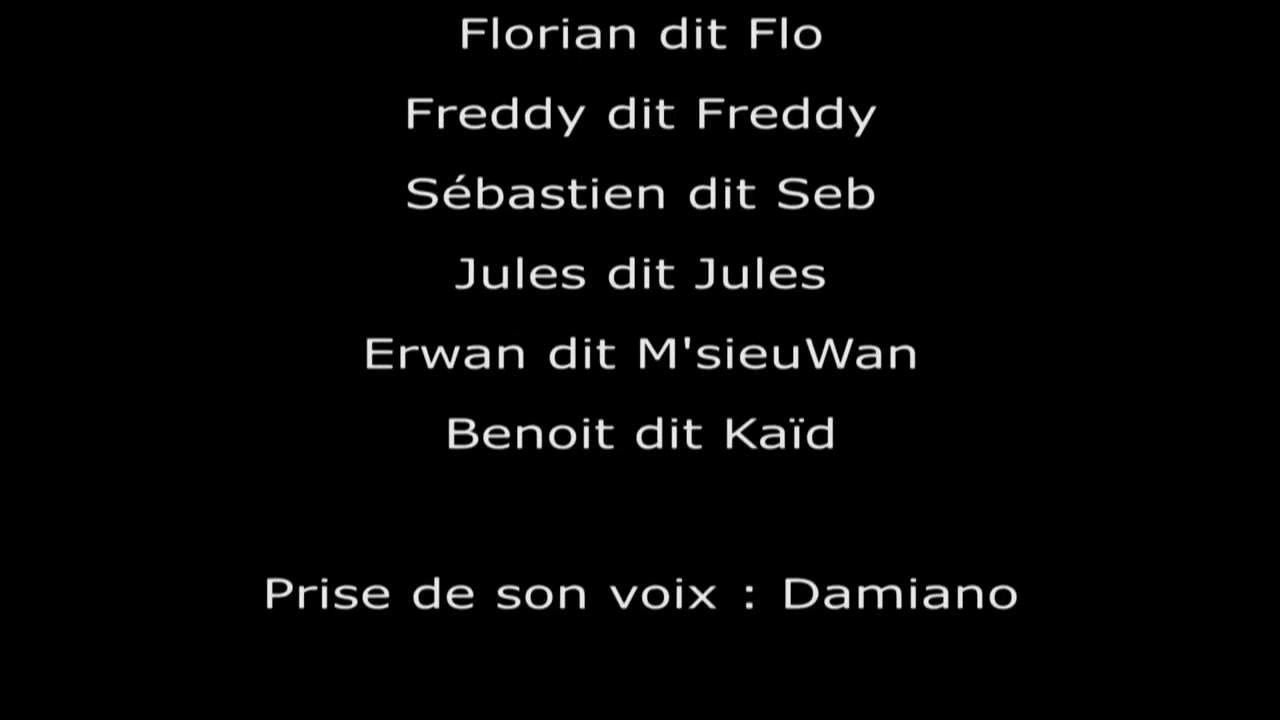 Florian dit Flo
Freddy dit Freddy
Sébastien dit Seb
Jules dit Jules
Erwan dit M'sieuWan
Benoit dit Kaïd
Prise de son voix : Damiano